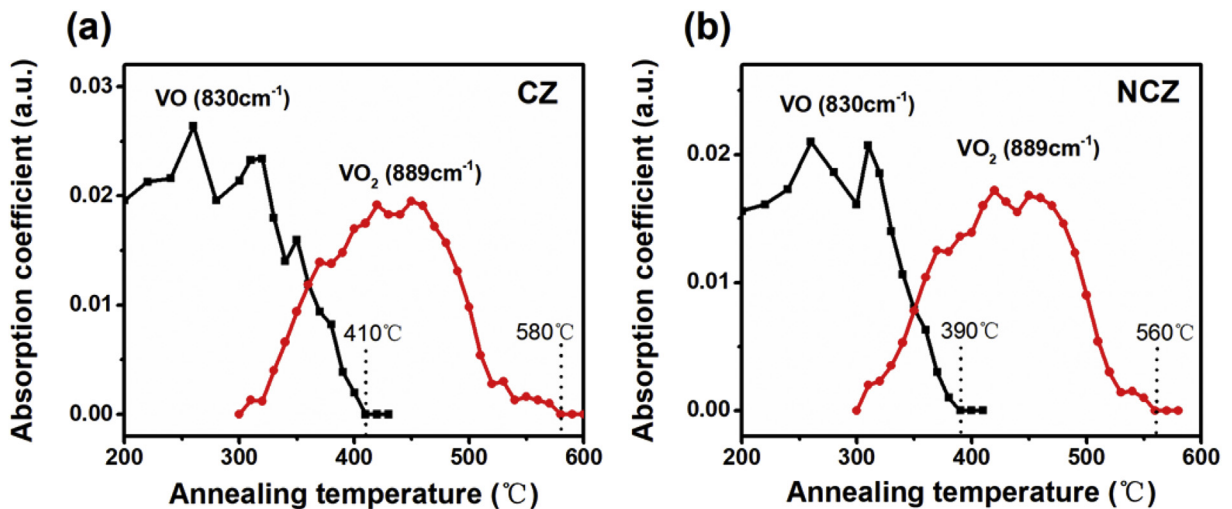 (a)
Absorption coefficient (a.u.)
0.03
0.02
0.01
0.00
CZ
VO (830cm⁻¹)
VO₂ (889cm⁻¹)
410℃
580℃
200 300 400 500 600
Annealing temperature (℃)
(b)
Absorption coefficient (a.u.)
0.02
0.01
0.00
NCZ
VO (830cm⁻¹)
VO₂ (889cm⁻¹)
390℃
560℃
200 300 400 500 600
Annealing temperature (℃)